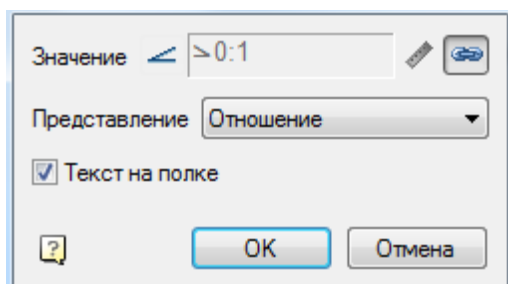 Значение ∠ >0:1
Представление Отношение
Текст на полке
? OK Отмена